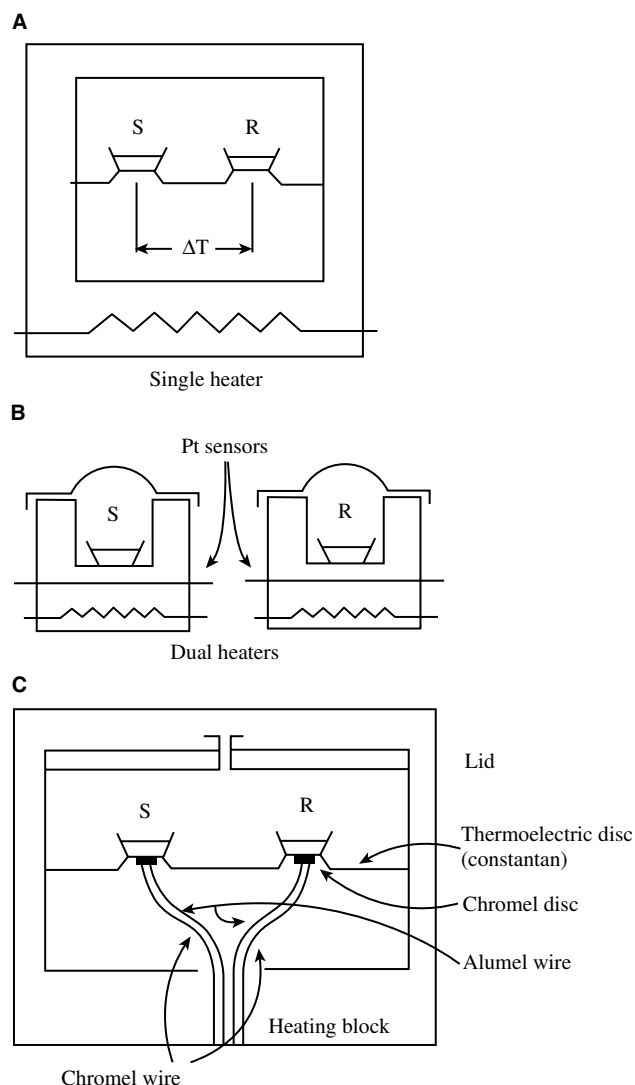 A
S R
ΔT
Single heater
B
Pt sensors
S R
Dual heaters
C
Lid
S R
Thermoelectric disc
(constantan)
Chromel disc
Alumel wire
Heating block
Chromel wire